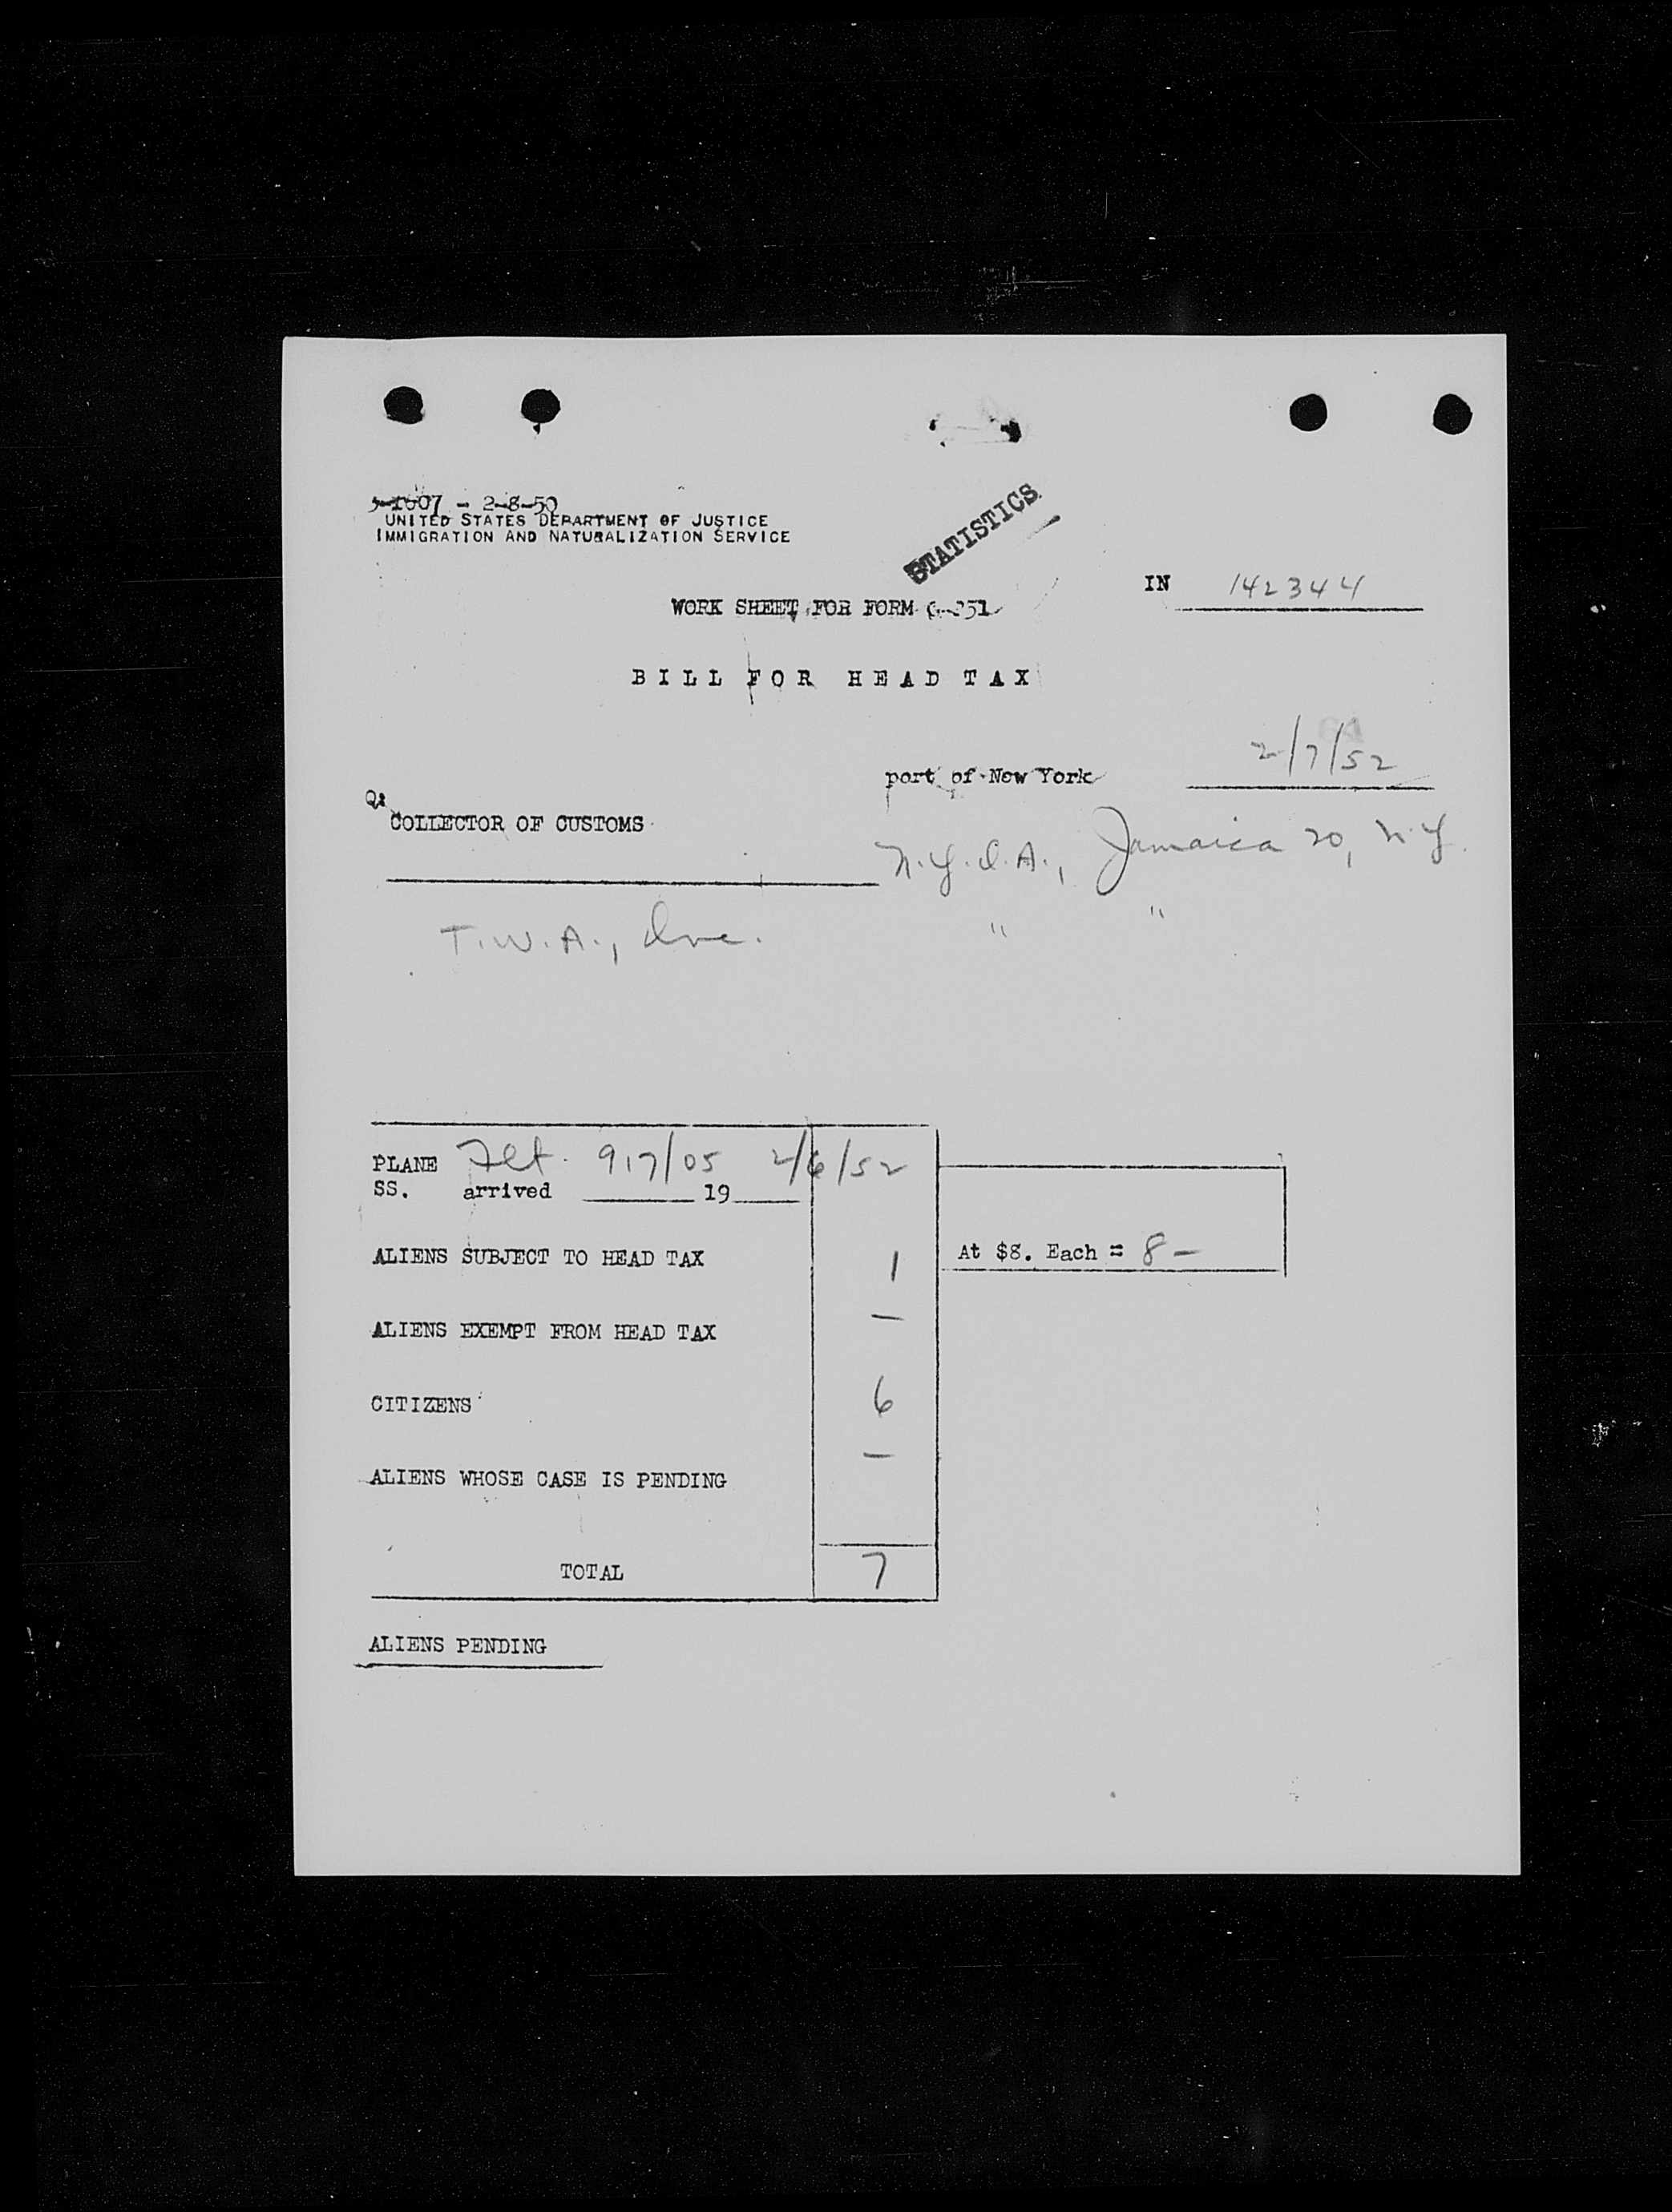 3-1007 - 2-8-50
UNITED STATES DEPARTMENT OF JUSTICE
IMMIGRATION AND NATURALIZATION SERVICE
STATISTICS
IN 142344
WORK SHEET FOR FORM G-251
BILL FOR HEAD TAX
2/7/52
port of New York
COLLECTOR OF CUSTOMS
N.Y.I.A., Jamaica 20, N.Y.
T.W.A., Inc. " "
PLANE Flt. 917/05 2/6/52
SS. arrived 19
ALIENS SUBJECT TO HEAD TAX 1 At $8. Each = 8 -
ALIENS EXEMPT FROM HEAD TAX —
CITIZENS 6
ALIENS WHOSE CASE IS PENDING —
TOTAL 7
ALIENS PENDING